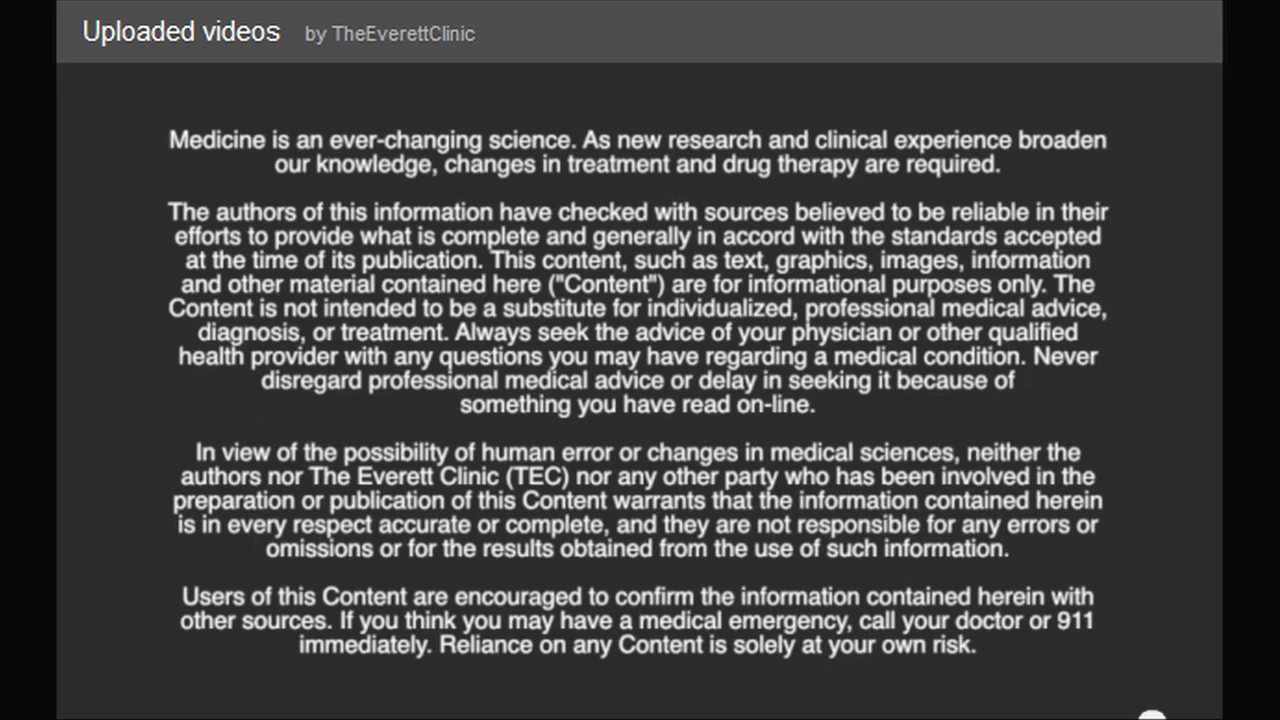 Uploaded videos by TheEverettClinic
Medicine is an ever-changing science. As new research and clinical experience broaden
our knowledge, changes in treatment and drug therapy are required.
The authors of this information have checked with sources believed to be reliable in their
efforts to provide what is complete and generally in accord with the standards accepted
at the time of its publication. This content, such as text, graphics, images, information
and other material contained here ("Content") are for informational purposes only. The
Content is not intended to be a substitute for individualized, professional medical advice,
diagnosis, or treatment. Always seek the advice of your physician or other qualified
health provider with any questions you may have regarding a medical condition. Never
disregard professional medical advice or delay in seeking it because of
something you have read on-line.
In view of the possibility of human error or changes in medical sciences, neither the
authors nor The Everett Clinic (TEC) nor any other party who has been involved in the
preparation or publication of this Content warrants that the information contained herein
is in every respect accurate or complete, and they are not responsible for any errors or
omissions or for the results obtained from the use of such information.
Users of this Content are encouraged to confirm the information contained herein with
other sources. If you think you may have a medical emergency, call your doctor or 911
immediately. Reliance on any Content is solely at your own risk.